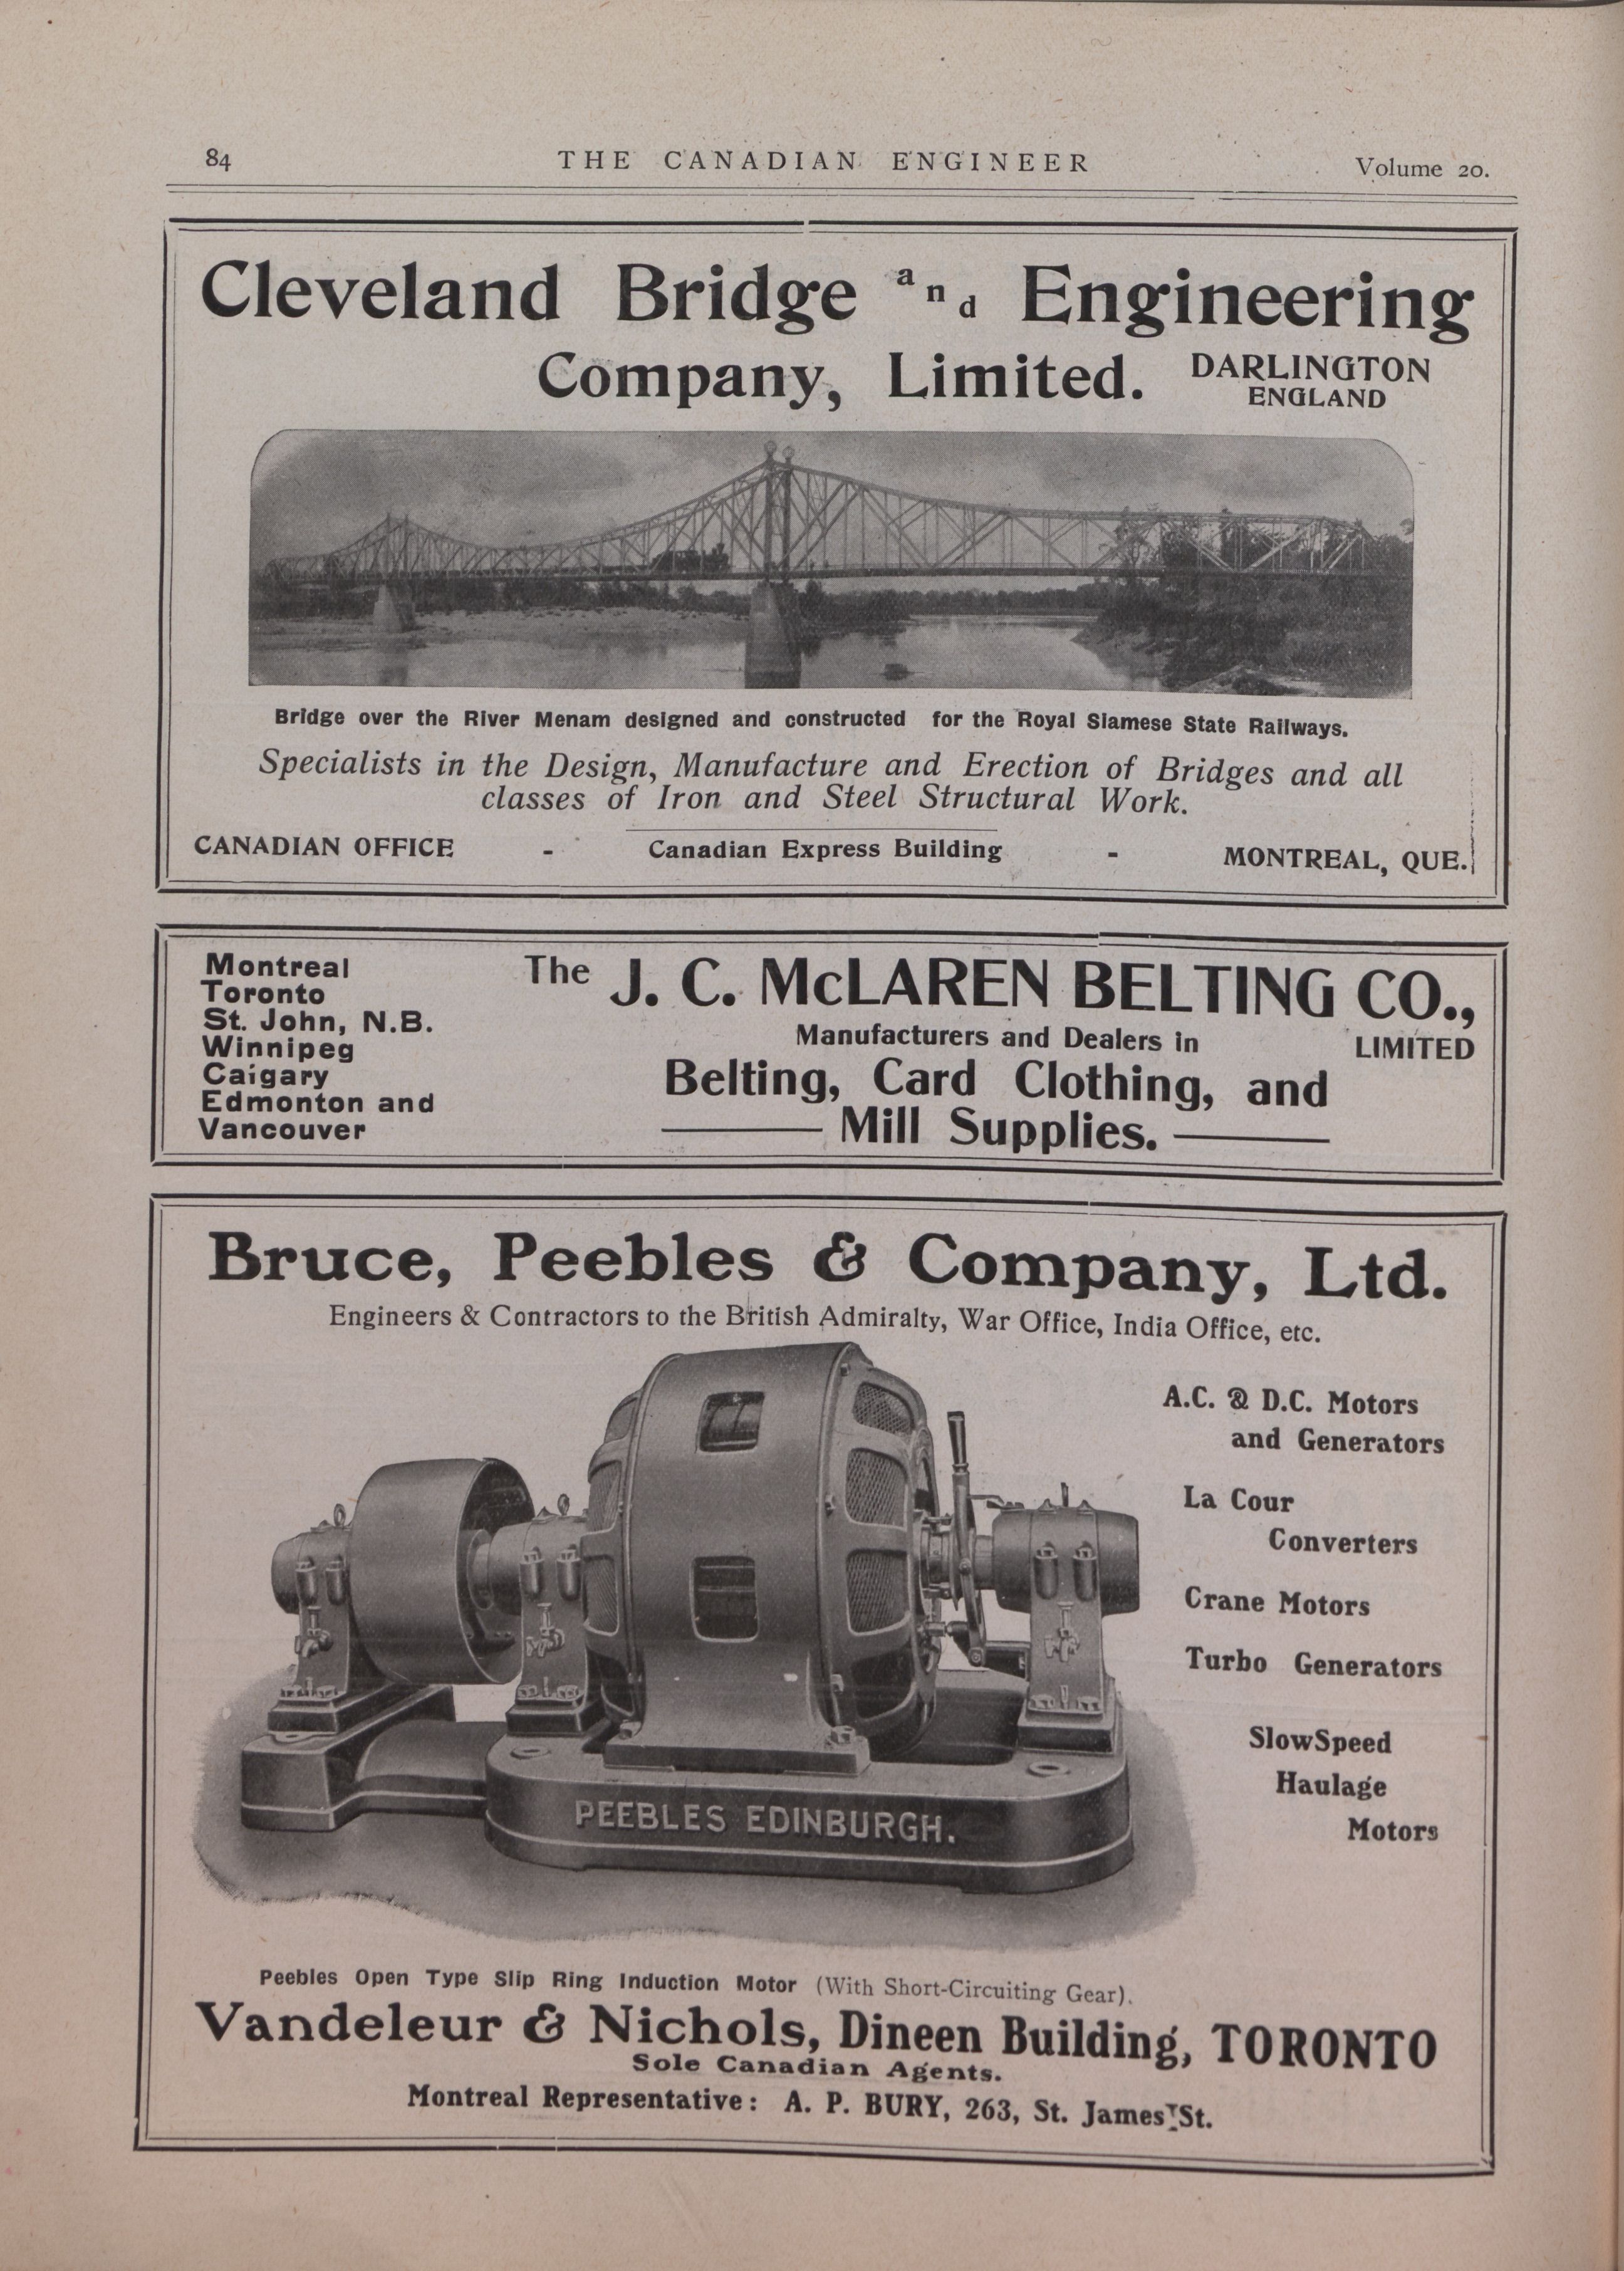 84
THE CANADIAN ENGINEER
Volume 20.
Cleveland Bridge and Engineering
Company, Limited.
DARLINGTON
ENGLAND
Bridge over the River Menam designed and constructed for the Royal Siamese State Railways.
Specialists in the Design, Manufacture and Erection of Bridges and all
classes of Iron and Steel Structural Work.
CANADIAN OFFICE - Canadian Express Building - MONTREAL, QUE.
Montreal
Toronto
St. John, N.B.
Winnipeg
Calgary
Edmonton and
Vancouver
The J. C. McLAREN BELTING CO.,
LIMITED
Manufacturers and Dealers in
Belting, Card Clothing, and
Mill Supplies.
Bruce, Peebles & Company, Ltd.
Engineers & Contractors to the British Admiralty, War Office, India Office, etc.
A.C. & D.C. Motors
and Generators
La Cour
Converters
Crane Motors
Turbo Generators
SlowSpeed
Haulage
Motors
PEEBLES EDINBURGH.
Peebles Open Type Slip Ring Induction Motor (With Short-Circuiting Gear).
Vandeleur & Nichols, Dineen Building, TORONTO
Sole Canadian Agents.
Montreal Representative: A. P. BURY, 263, St. James St.